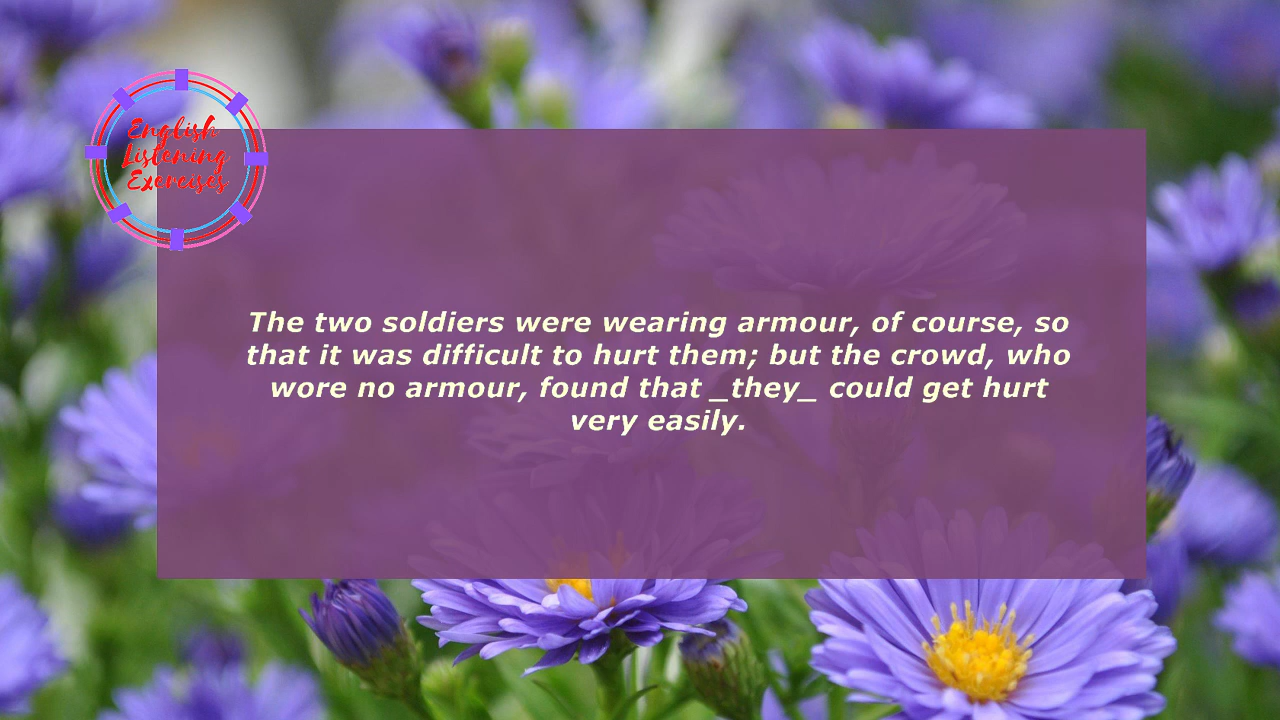 English
Listening
Exercises
The two soldiers were wearing armour, of course, so
that it was difficult to hurt them; but the crowd, who
wore no armour, found that _they_ could get hurt
very easily.